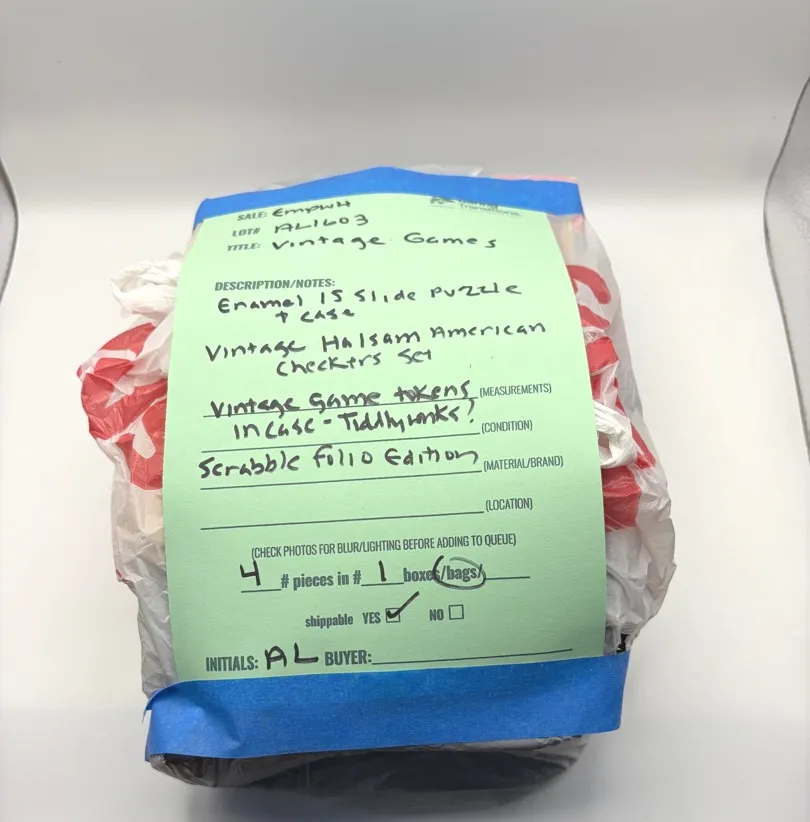 SALE: EMPWH
LOT# AL1603
TITLE: Vintage Games
Transitions
DESCRIPTION/NOTES:
Enamel 15 Slide Puzzle
+ case
Vintage Halsam American
Checkers Set
Vintage Game tokens (MEASUREMENTS)
in case - Tiddlywinks? (CONDITION)
Scrabble Folio Edition (MATERIAL/BRAND)
(LOCATION)
(CHECK PHOTOS FOR BLUR/LIGHTING BEFORE ADDING TO QUEUE)
4 # pieces in # 1 boxes/bags/
shippable YES NO
INITIALS: AL BUYER: